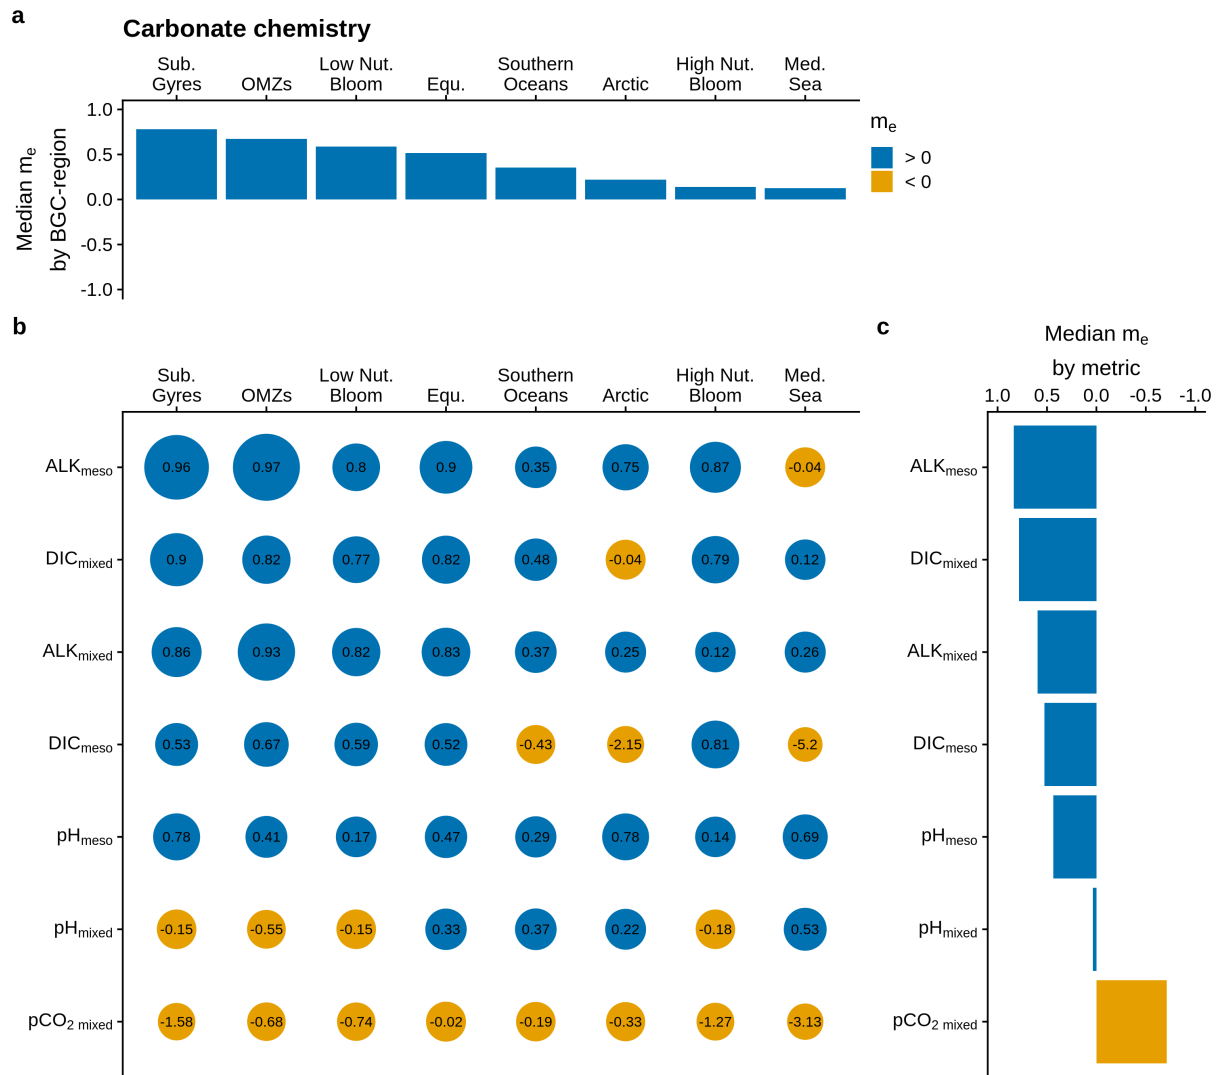 a
Carbonate chemistry
Sub. Gyres
OMZs
Low Nut. Bloom
Equ.
Southern Oceans
Arctic
High Nut. Bloom
Med. Sea
Median me
by BGC-region
1.0
0.5
0.0
-0.5
-1.0
me
> 0
< 0
b
Sub. Gyres
OMZs
Low Nut. Bloom
Equ.
Southern Oceans
Arctic
High Nut. Bloom
Med. Sea
ALKmeso 0.96 0.97 0.8 0.9 0.35 0.75 0.87 -0.04
DICmixed 0.9 0.82 0.77 0.82 0.48 -0.04 0.79 0.12
ALKmixed 0.86 0.93 0.82 0.83 0.37 0.25 0.12 0.26
DICmeso 0.53 0.67 0.59 0.52 -0.43 -2.15 0.81 -5.2
pHmeso 0.78 0.41 0.17 0.47 0.29 0.78 0.14 0.69
pHmixed -0.15 -0.55 -0.15 0.33 0.37 0.22 -0.18 0.53
pCO2 mixed -1.58 -0.68 -0.74 -0.02 -0.19 -0.33 -1.27 -3.13
c
Median me
by metric
1.0 0.5 0.0 -0.5 -1.0
ALKmeso
DICmixed
ALKmixed
DICmeso
pHmeso
pHmixed
pCO2 mixed